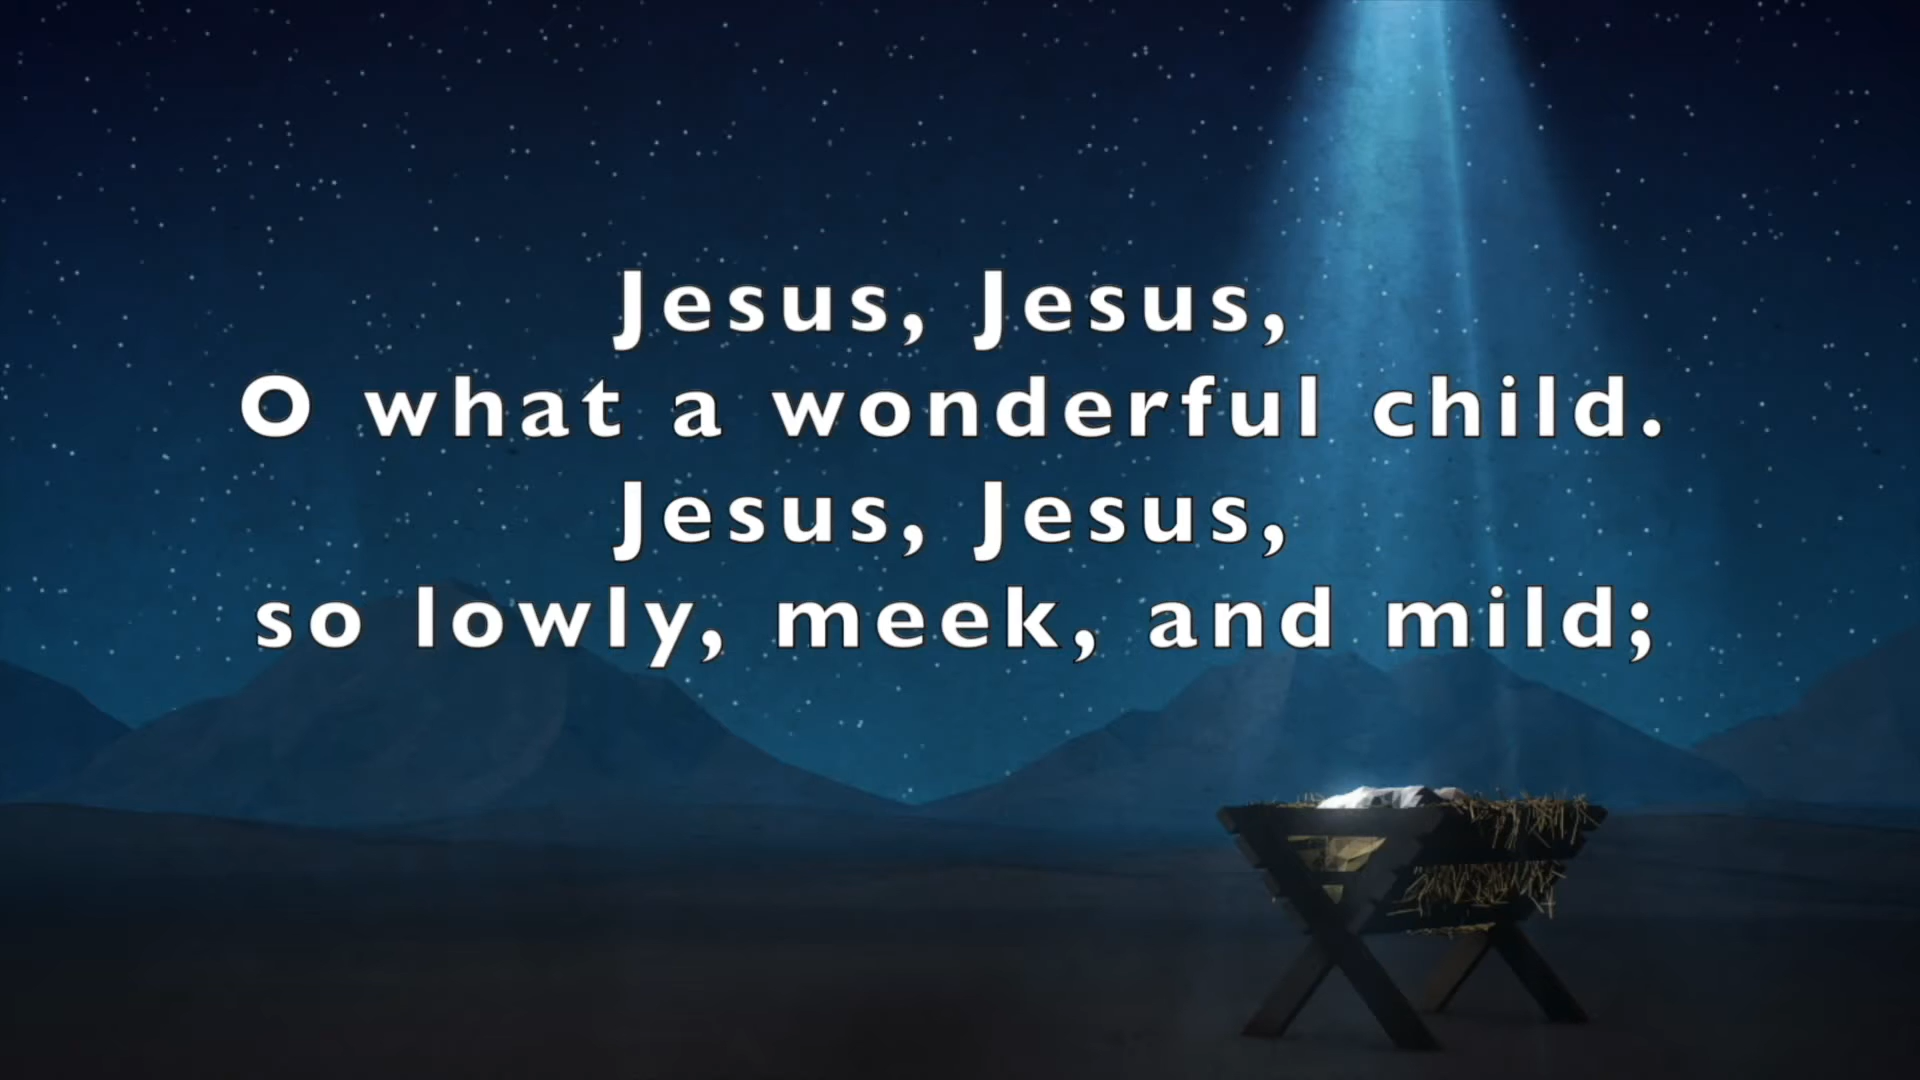 Jesus, Jesus,
O what a wonderful child.
Jesus, Jesus,
so lowly, meek, and mild;